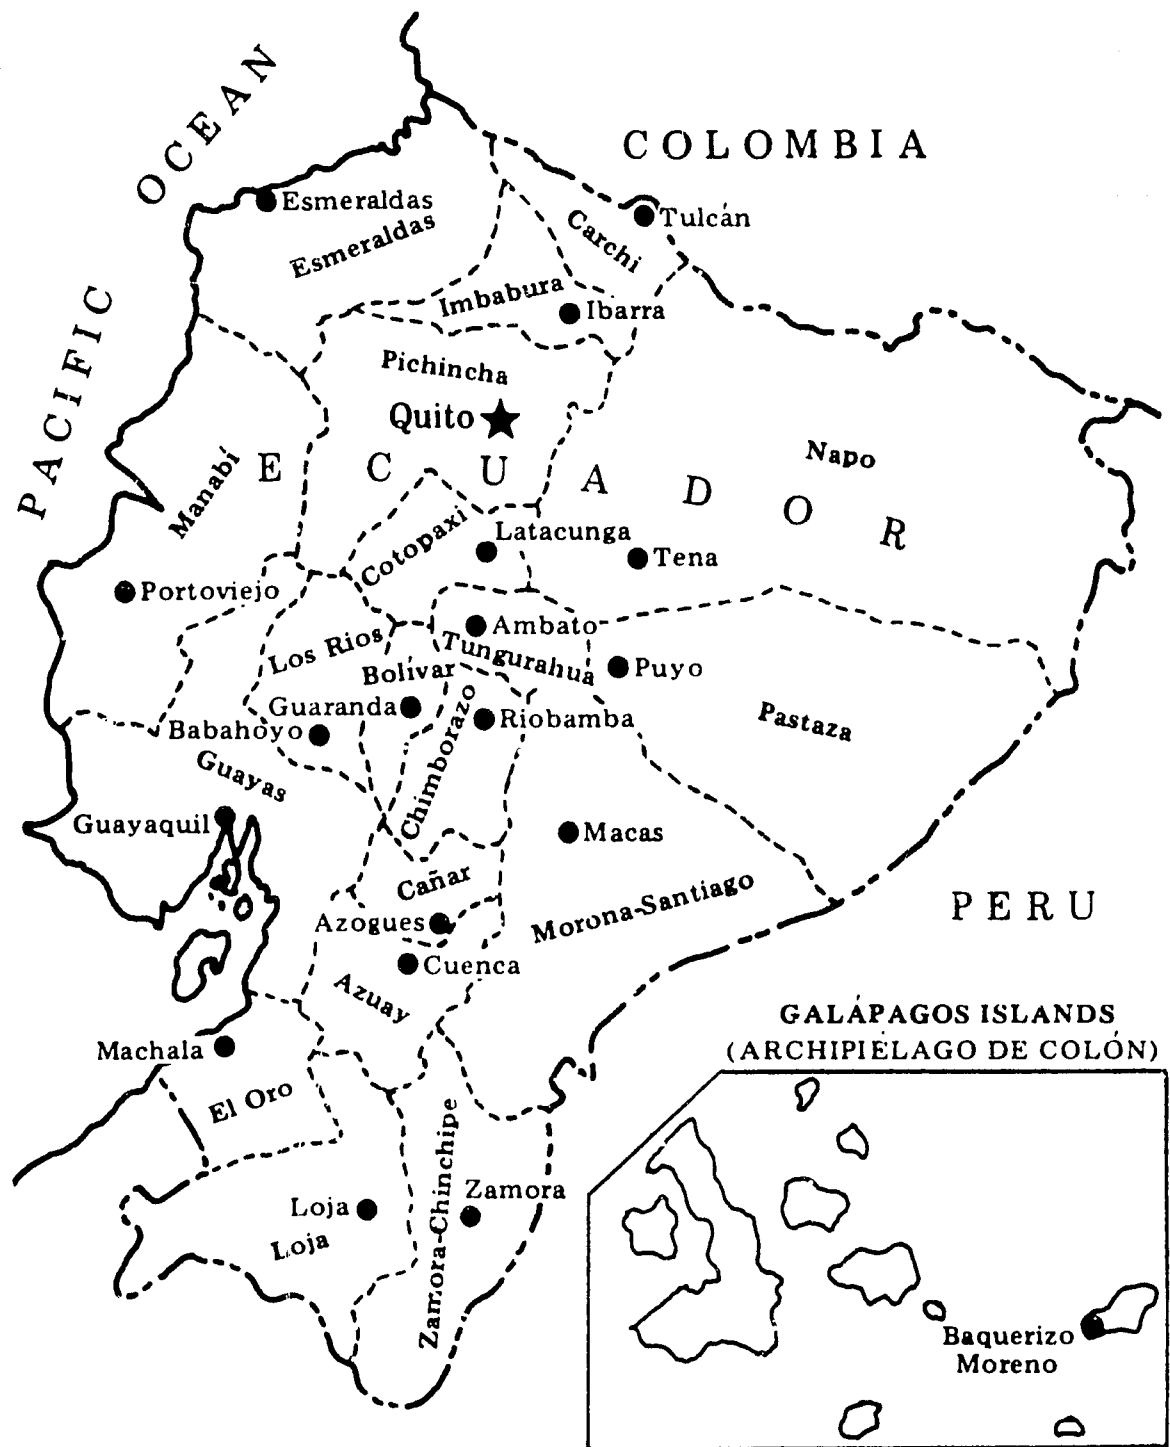 PACIFIC OCEAN
COLOMBIA
Esmeraldas
Esmeraldas
Tulcán
Carchi
Imbabura
Ibarra
Pichincha
Quito
ECUADOR
Napo
Manabí
Cotopaxi
Latacunga
Tena
Portoviejo
Ambato
Los Rios
Tungurahua
Bolívar
Puyo
Guaranda
Chimborazo
Riobamba
Pastaza
Babahoyo
Guayas
Guayaquil
Macas
Cañar
Morona-Santiago
PERU
Azogues
Cuenca
Azuay
Machala
El Oro
Zamora-Chinchipe
Zamora
Loja
Loja
GALÁPAGOS ISLANDS
(ARCHIPIÉLAGO DE COLÓN)
Baquerizo
Moreno